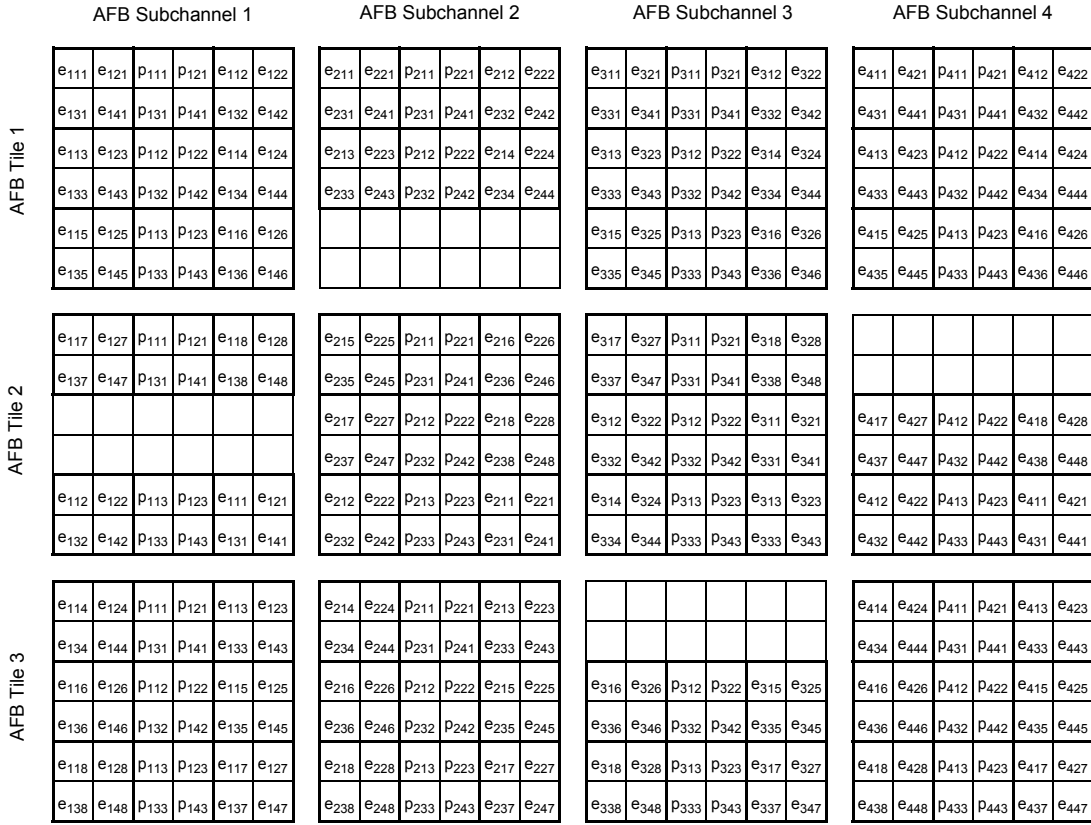 AFB Subchannel 1 AFB Subchannel 2 AFB Subchannel 3 AFB Subchannel 4
AFB Tile 1
e111 e121 p111 p121 e112 e122 e211 e221 p211 p221 e212 e222 e311 e321 p311 p321 e312 e322 e411 e421 p411 p421 e412 e422
e131 e141 p131 p141 e132 e142 e231 e241 p231 p241 e232 e242 e331 e341 p331 p341 e332 e342 e431 e441 p431 p441 e432 e442
e113 e123 p112 p122 e114 e124 e213 e223 p212 p222 e214 e224 e313 e323 p312 p322 e314 e324 e413 e423 p412 p422 e414 e424
e133 e143 p132 p142 e134 e144 e233 e243 p232 p242 e234 e244 e333 e343 p332 p342 e334 e344 e433 e443 p432 p442 e434 e444
e115 e125 p113 p123 e116 e126 e315 e325 p313 p323 e316 e326 e415 e425 p413 p423 e416 e426
e135 e145 p133 p143 e136 e146 e335 e345 p333 p343 e336 e346 e435 e445 p433 p443 e436 e446
AFB Tile 2
e117 e127 p111 p121 e118 e128 e215 e225 p211 p221 e216 e226 e317 e327 p311 p321 e318 e328
e137 e147 p131 p141 e138 e148 e235 e245 p231 p241 e236 e246 e337 e347 p331 p341 e338 e348
e217 e227 p212 p222 e218 e228 e312 e322 p312 p322 e311 e321 e417 e427 p412 p422 e418 e428
e237 e247 p232 p242 e238 e248 e332 e342 p332 p342 e331 e341 e437 e447 p432 p442 e438 e448
e112 e122 p113 p123 e111 e121 e212 e222 p213 p223 e211 e221 e314 e324 p313 p323 e313 e323 e412 e422 p413 p423 e411 e421
e132 e142 p133 p143 e131 e141 e232 e242 p233 p243 e231 e241 e334 e344 p333 p343 e333 e343 e432 e442 p433 p443 e431 e441
AFB Tile 3
e114 e124 p111 p121 e113 e123 e214 e224 p211 p221 e213 e223 e414 e424 p411 p421 e413 e423
e134 e144 p131 p141 e133 e143 e234 e244 p231 p241 e233 e243 e434 e444 p431 p441 e433 e443
e116 e126 p112 p122 e115 e125 e216 e226 p212 p222 e215 e225 e316 e326 p312 p322 e315 e325 e416 e426 p412 p422 e415 e425
e136 e146 p132 p142 e135 e145 e236 e246 p232 p242 e235 e245 e336 e346 p332 p342 e335 e345 e436 e446 p432 p442 e435 e445
e118 e128 p113 p123 e117 e127 e218 e228 p213 p223 e217 e227 e318 e328 p313 p323 e317 e327 e418 e428 p413 p423 e417 e427
e138 e148 p133 p143 e137 e147 e238 e248 p233 p243 e237 e247 e338 e348 p333 p343 e337 e347 e438 e448 p433 p443 e437 e447